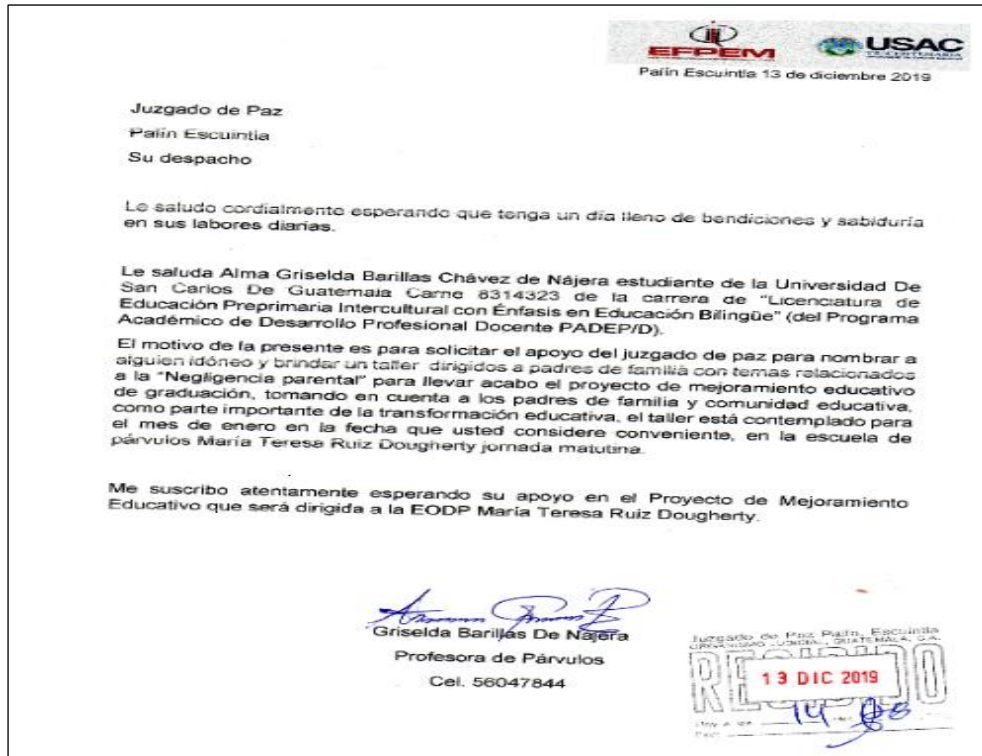 EFPEM
USAC
TRICENTENARIA
Palín Escuintla 13 de diciembre 2019
Juzgado de Paz
Palín Escuintla
Su despacho
Le saludo cordialmente esperando que tenga un día lleno de bendiciones y sabiduría
en sus labores diarias.
Le saluda Alma Griselda Barillas Chávez de Nájera estudiante de la Universidad De
San Carlos De Guatemala Carne 8314323 de la carrera de "Licenciatura de
Educación Preprimaria Intercultural con Énfasis en Educación Bilingüe" (del Programa
Académico de Desarrollo Profesional Docente PADEP/D).
El motivo de la presente es para solicitar el apoyo del juzgado de paz para nombrar a
alguien idóneo y brindar un taller dirigidos a padres de familia con temas relacionados
a la "Negligencia parental" para llevar acabo el proyecto de mejoramiento educativo
de graduación, tomando en cuenta a los padres de familia y comunidad educativa,
como parte importante de la transformación educativa, el taller está contemplado para
el mes de enero en la fecha que usted considere conveniente, en la escuela de
párvulos María Teresa Ruiz Dougherty jornada matutina.
Me suscribo atentamente esperando su apoyo en el Proyecto de Mejoramiento
Educativo que será dirigida a la EODP María Teresa Ruiz Dougherty.
Griselda Barillas De Nájera
Profesora de Párvulos
Cel. 56047844
Juzgado de Paz Palín, Escuintla
ORGANISMO JUDICIAL, GUATEMALA, C.A.
RECIBIDO
13 DIC 2019
14